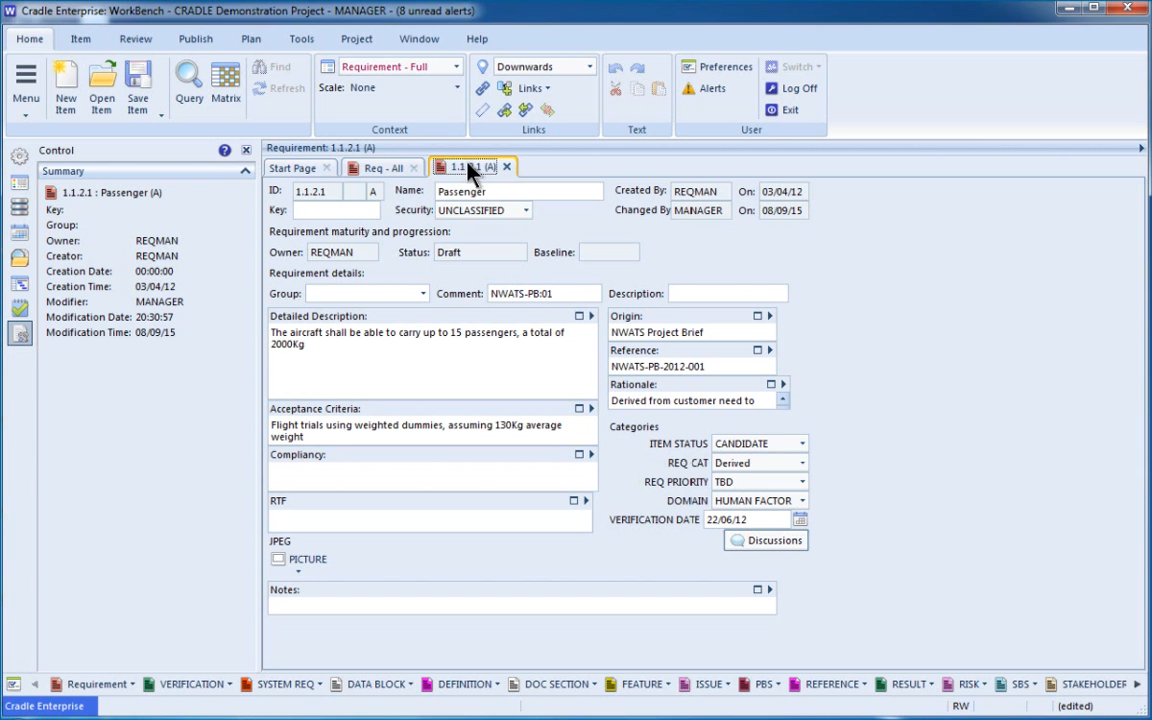 Cradle Enterprise: WorkBench - CRADLE Demonstration Project - MANAGER - (8 unread alerts)
Home Item Review Publish Plan Tools Project Window Help
Menu
New Item
Open Item
Save Item
Query
Matrix
Find
Refresh
Requirement - Full
Scale: None
Context
Downwards
Links
Links
Text
Preferences
Alerts
Switch
Log Off
Exit
User
Control
Summary
1.1.2.1 : Passenger (A)
Key:
Group:
Owner: REQMAN
Creator: REQMAN
Creation Date: 00:00:00
Creation Time: 03/04/12
Modifier: MANAGER
Modification Date: 20:30:57
Modification Time: 08/09/15
Requirement: 1.1.2.1 (A)
Start Page Req - All 1.1.2.1 (A)
ID: 1.1.2.1 A Name: Passenger Created By: REQMAN On: 03/04/12
Key: Security: UNCLASSIFIED Changed By MANAGER On: 08/09/15
Requirement maturity and progression:
Owner: REQMAN Status: Draft Baseline:
Requirement details:
Group: Comment: NWATS-PB:01 Description:
Detailed Description:
The aircraft shall be able to carry up to 15 passengers, a total of
2000Kg
Acceptance Criteria:
Flight trials using weighted dummies, assuming 130Kg average
weight
Compliancy:
RTF
JPEG
PICTURE
Notes:
Origin:
NWATS Project Brief
Reference:
NWATS-PB-2012-001
Rationale:
Derived from customer need to
Categories
ITEM STATUS CANDIDATE
REQ CAT Derived
REQ PRIORITY TBD
DOMAIN HUMAN FACTOR
VERIFICATION DATE 22/06/12
Discussions
Requirement VERIFICATION SYSTEM REQ DATA BLOCK DEFINITION DOC SECTION FEATURE ISSUE PBS REFERENCE RESULT RISK SBS STAKEHOLDER
Cradle Enterprise RW (edited)